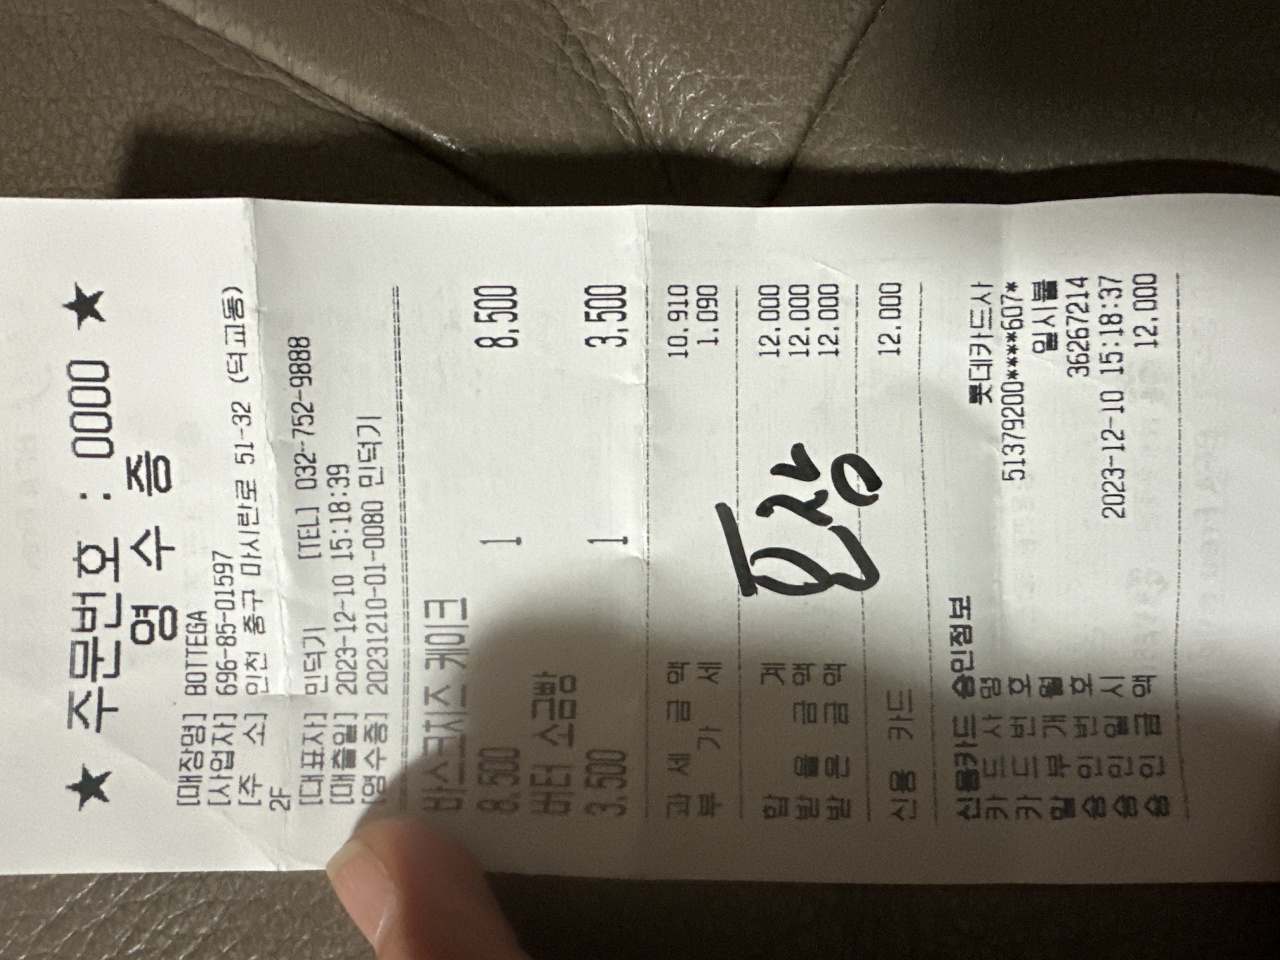 ★ 주문번호 : 0000 ★
영 수 증
[매장명] BOTTEGA
[사업자] 696-85-01597
[주 소] 인천 중구 마시란로 51-32 (덕교동)
2F
[대표자] 민덕기 [TEL] 032-752-9888
[매출일] 2023-12-10 15:18:39
[영수증] 20231210-01-0080 민덕기
바스크치즈 케이크
8,500 1 8,500
버터 소금빵
3,500 1 3,500
과 세 금 액 10,910
부 가 세 1,090
합 계 12,000
받 을 금 액 12,000
받 은 금 액 12,000
포장
신용 카드 12,000
신용카드 승인정보
카 드 사 명 롯데카드사
카 드 번 호 51379200****607*
할 부 개 월 일시불
승 인 번 호 36267214
승 인 일 시 2023-12-10 15:18:37
승 인 금 액 12,000